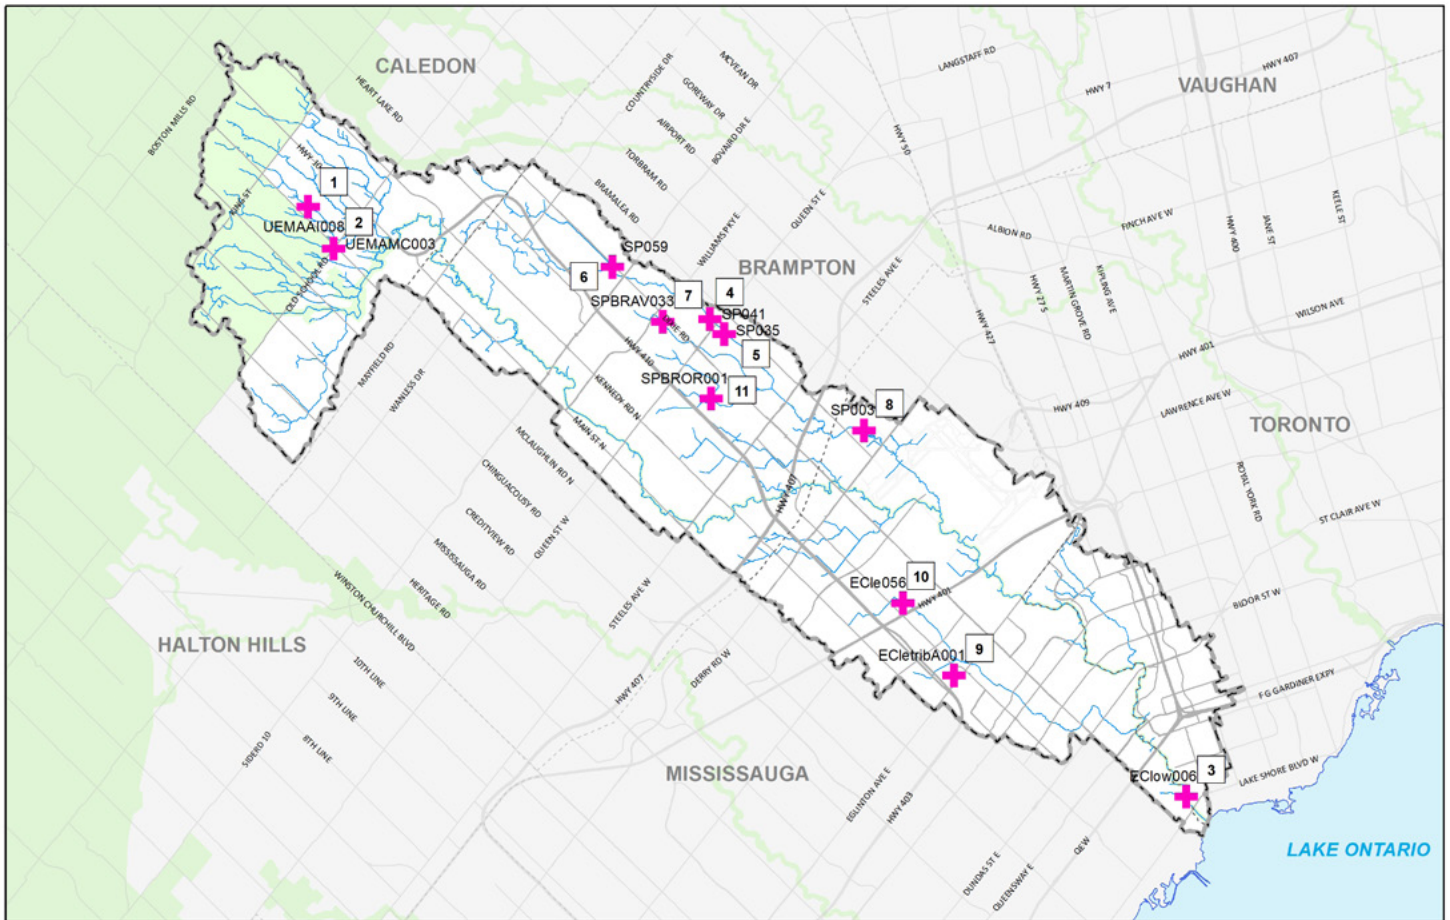 CALEDON
VAUGHAN
BRAMPTON
TORONTO
HALTON HILLS
MISSISSAUGA
LAKE ONTARIO
LANGSTAFF RD
HWY 407
HWY 7
MCVEAN DR
COUNTRYSIDE DR
GOREWAY DR
HEART LAKE RD
BOSTON MILLS RD
AIRPORT RD
BOVAIRD DR E
HWY 50
TORBRAM RD
BRAMALEA RD
WILLIAMS PKY E
QUEEN ST E
KEELE ST
JANE ST
HWY 400
FINCH AVE W
ALBION RD
KIPLING AVE
MARTIN GROVE RD
HWY 27 S
STEELES AVE E
WILSON AVE
HWY 427
HWY 401
HWY 409
LAWRENCE AVE W
ROYAL YORK RD
ST CLAIR AVE W
BLOOR ST W
F G GARDINER EXPY
LAKE SHORE BLVD W
KING ST
OLD SCHOOL RD
1
UEMAAI008
2
UEMAMC003
SP059
6
SPBRAV033
7
4
SP041
SP035
5
HWY 410
SPBROR001
11
SP003
8
KENNEDY RD N
MAIN ST N
MAYFIELD RD
WANLESS DR
MCLAUGHLIN RD N
CHINGUACOUSY RD
CREDITVIEW RD
QUEEN ST W
MISSISSAUGA RD
HERITAGE RD
WINSTON CHURCHILL BLVD
STEELES AVE W
HWY 407
10TH LINE
9TH LINE
8TH LINE
SIDERD 10
HWY 407
DERRY RD W
ECle056
10
HWY 401
ECletribA001
9
EClow006
3
EGLINTON AVE E
HWY 403
DUNDAS ST E
QUEENSWAY E
QEW